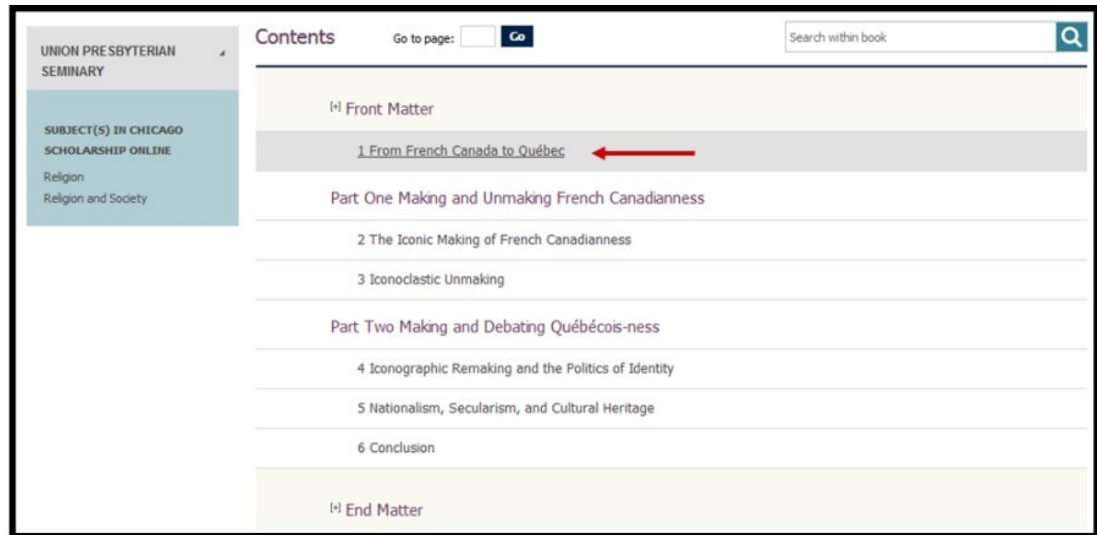 UNION PRESBYTERIAN
SEMINARY
SUBJECT(S) IN CHICAGO
SCHOLARSHIP ONLINE
Religion
Religion and Society
Contents Go to page: Go Search within book
[+] Front Matter
1 From French Canada to Québec
Part One Making and Unmaking French Canadianness
2 The Iconic Making of French Canadianness
3 Iconoclastic Unmaking
Part Two Making and Debating Québécois-ness
4 Iconographic Remaking and the Politics of Identity
5 Nationalism, Secularism, and Cultural Heritage
6 Conclusion
[+] End Matter